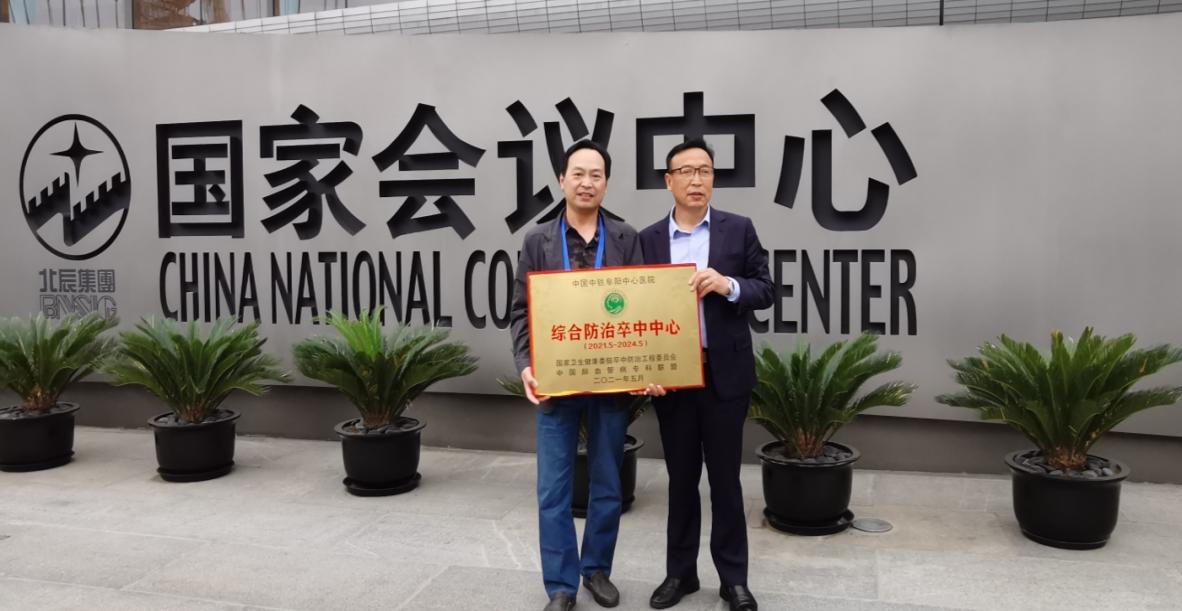 国家会议中心
CHINA NATIONAL CO CENTER
北辰集團
BNSIG
中国中铁阜阳中心医院
综合防治卒中中心
(2021.5-2024.5)
国家卫生健康委脑卒中防治工程委员会
中国脑血管病专科联盟
二〇二一年五月